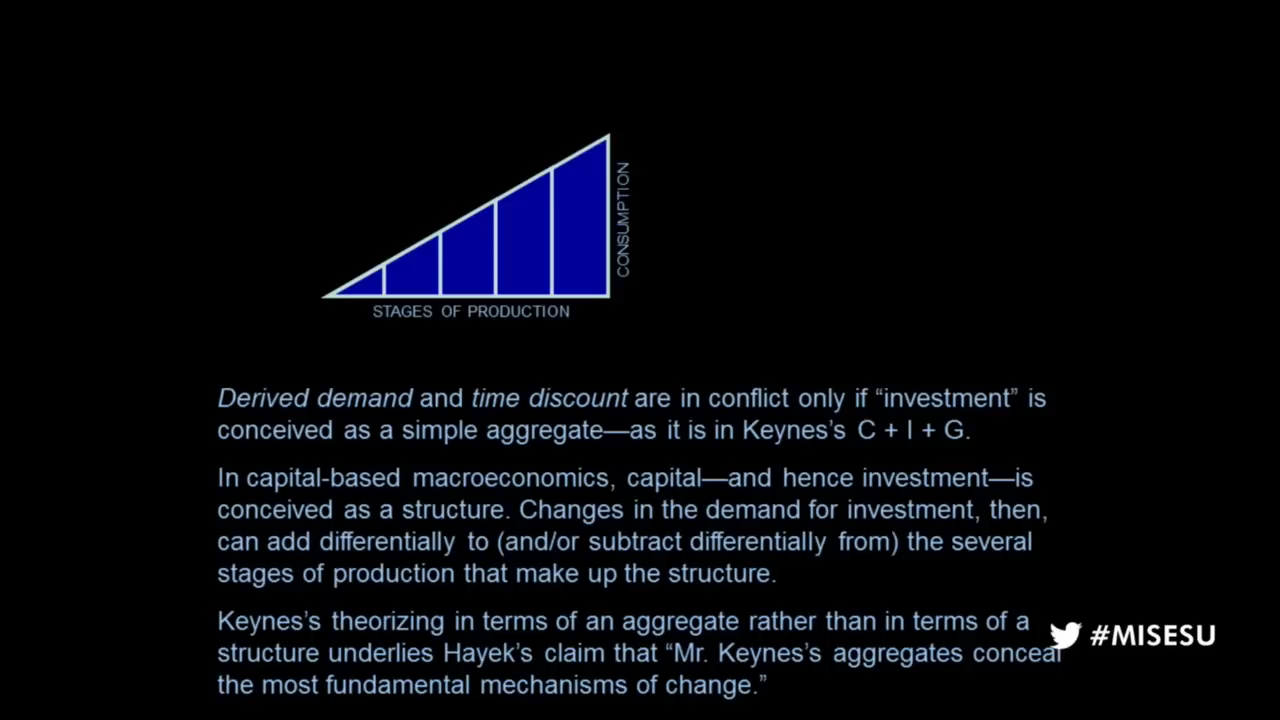 CONSUMPTION
STAGES OF PRODUCTION
Derived demand and time discount are in conflict only if “investment” is
conceived as a simple aggregate—as it is in Keynes’s C + I + G.
In capital-based macroeconomics, capital—and hence investment—is
conceived as a structure. Changes in the demand for investment, then,
can add differentially to (and/or subtract differentially from) the several
stages of production that make up the structure.
Keynes’s theorizing in terms of an aggregate rather than in terms of a
structure underlies Hayek’s claim that “Mr. Keynes’s aggregates conceal
the most fundamental mechanisms of change.”
#MISESU